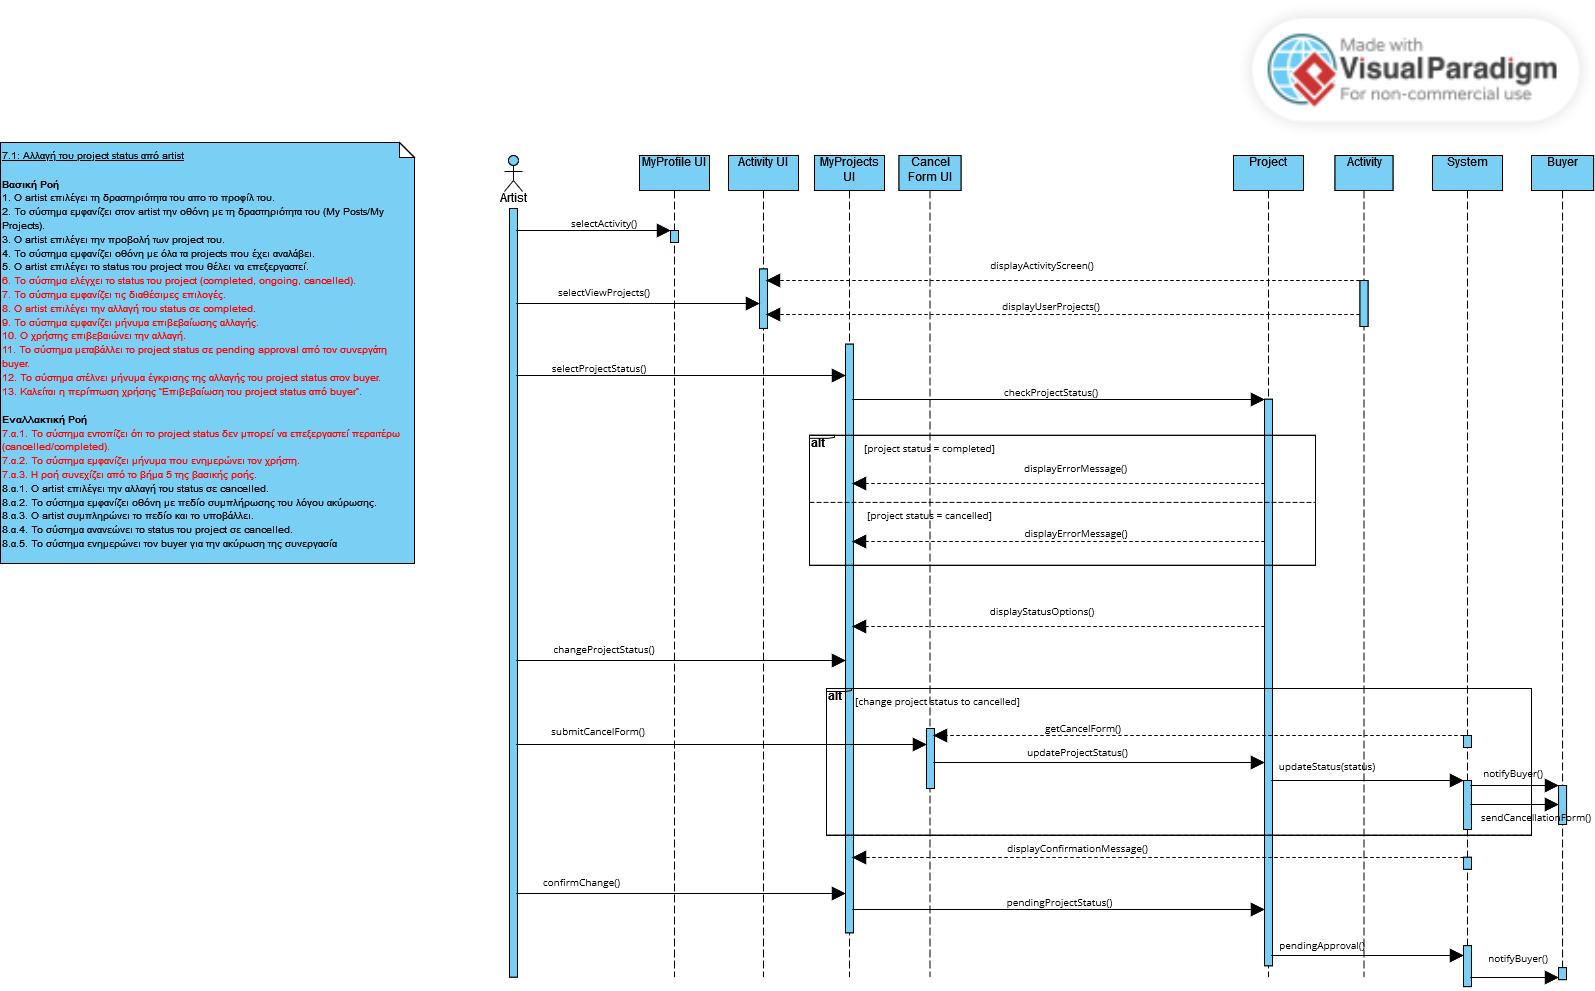 Made with
Visual Paradigm
For non-commercial use
7.1: Αλλαγή του project status από artist
Βασική Ροή
1. Ο artist επιλέγει τη δραστηριότητα του απο το προφίλ του.
2. Το σύστημα εμφανίζει στον artist την οθόνη με τη δραστηριότητα του (My Posts/My
Projects).
3. Ο artist επιλέγει την προβολή των project του.
4. Το σύστημα εμφανίζει οθόνη με όλα τα projects που έχει αναλάβει.
5. Ο artist επιλέγει το status του project που θέλει να επεξεργαστεί.
6. Το σύστημα ελέγχει το status του project (completed, ongoing, cancelled).
7. Το σύστημα εμφανίζει τις διαθέσιμες επιλογές.
8. Ο artist επιλέγει την αλλαγή του status σε completed.
9. Το σύστημα εμφανίζει μήνυμα επιβεβαίωσης αλλαγής.
10. Ο χρήστης επιβεβαιώνει την αλλαγή.
11. Το σύστημα μεταβάλλει το project status σε pending approval από τον συνεργάτη
buyer.
12. Το σύστημα στέλνει μήνυμα έγκρισης της αλλαγής του project status στον buyer.
13. Καλείται η περίπτωση χρήσης "Επιβεβαίωση του project status από buyer".
Εναλλακτική Ροή
7.α.1. Το σύστημα εντοπίζει ότι το project status δεν μπορεί να επεξεργαστεί περαιτέρω
(cancelled/completed).
7.α.2. Το σύστημα εμφανίζει μήνυμα που ενημερώνει τον χρήστη.
7.α.3. Η ροή συνεχίζει από το βήμα 5 της βασικής ροής.
8.α.1. Ο artist επιλέγει την αλλαγή του status σε cancelled.
8.α.2. Το σύστημα εμφανίζει οθόνη με πεδίο συμπλήρωσης του λόγου ακύρωσης.
8.α.3. Ο artist συμπληρώνει το πεδίο και το υποβάλλει.
8.α.4. Το σύστημα ανανεώνει το status του project σε cancelled.
8.α.5. Το σύστημα ενημερώνει τον buyer για την ακύρωση της συνεργασία
Artist
MyProfile UI
Activity UI
MyProjects
UI
Cancel
Form UI
Project
Activity
System
Buyer
selectActivity()
displayActivityScreen()
selectViewProjects()
displayUserProjects()
selectProjectStatus()
checkProjectStatus()
alt
[project status = completed]
displayErrorMessage()
[project status = cancelled]
displayErrorMessage()
displayStatusOptions()
changeProjectStatus()
alt
[change project status to cancelled]
getCancelForm()
submitCancelForm()
updateProjectStatus()
updateStatus(status)
notifyBuyer()
sendCancellationForm()
displayConfirmationMessage()
confirmChange()
pendingProjectStatus()
pendingApproval()
notifyBuyer()